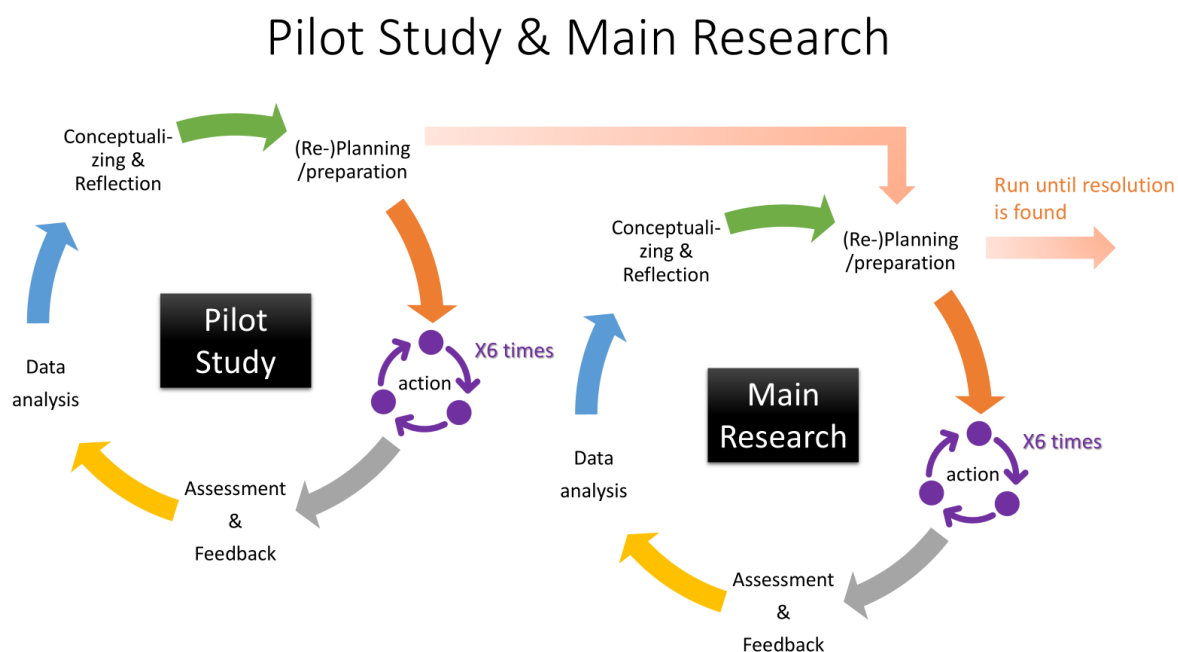 Pilot Study & Main Research
Conceptuali-
zing &
Reflection
(Re-)Planning
/preparation
Pilot
Study
X6 times
action
Data
analysis
Assessment
&
Feedback
Run until resolution
is found
Conceptuali-
zing &
Reflection
(Re-)Planning
/preparation
Main
Research
X6 times
action
Data
analysis
Assessment
&
Feedback